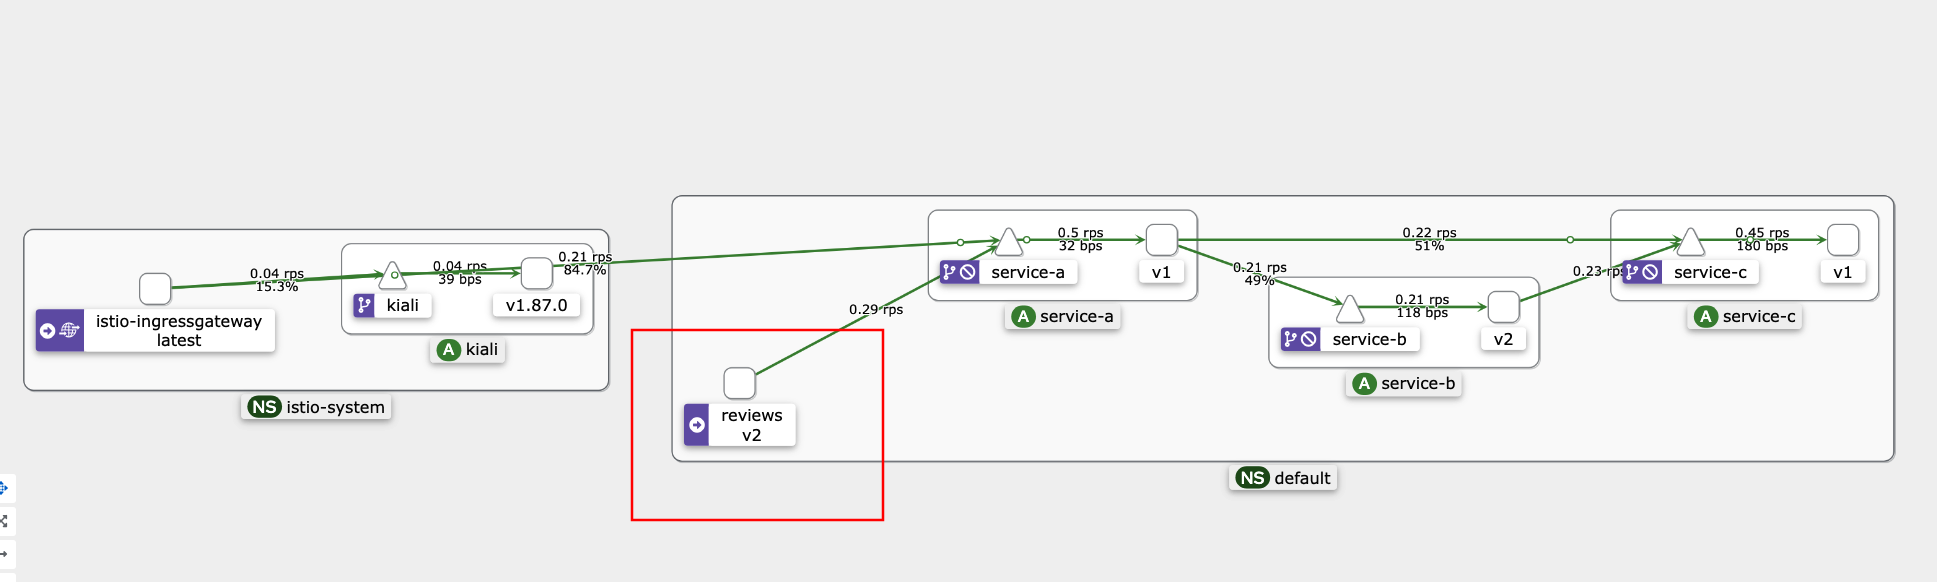 0.04 rps
15.3%
istio-ingressgateway
latest
0.04 rps
39 bps
kiali
v1.87.0
A kiali
NS istio-system
0.21 rps
84.7%
0.29 rps
reviews
v2
0.5 rps
32 bps
service-a
v1
A service-a
0.22 rps
51%
0.21 rps
49%
0.21 rps
118 bps
service-b
v2
A service-b
0.23 rps
0.45 rps
180 bps
service-c
v1
A service-c
NS default